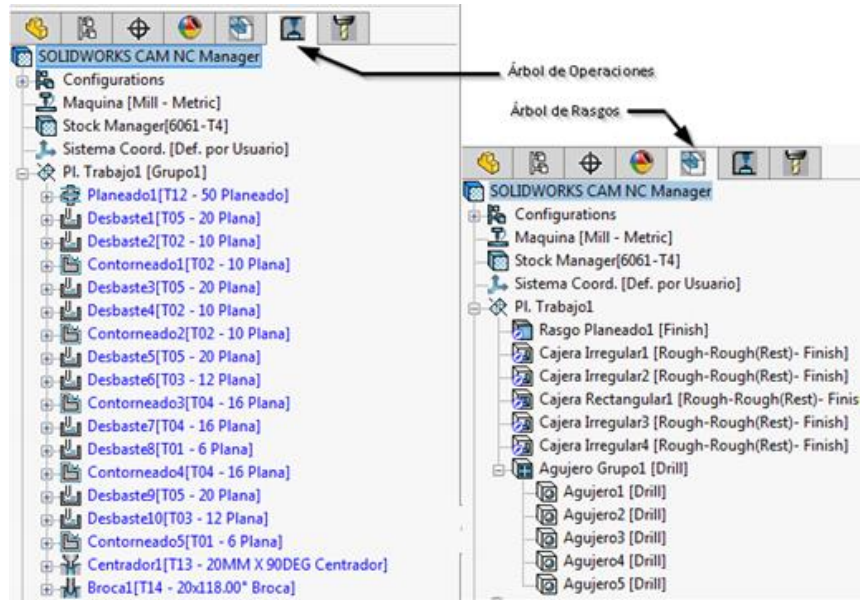 SOLIDWORKS CAM NC Manager
Configurations
Maquina [Mill - Metric]
Stock Manager[6061-T4]
Sistema Coord. [Def. por Usuario]
Pl. Trabajo1 [Grupo1]
Planeado1[T12 - 50 Planeado]
Desbaste1[T05 - 20 Plana]
Desbaste2[T02 - 10 Plana]
Contorneado1[T02 - 10 Plana]
Desbaste3[T05 - 20 Plana]
Desbaste4[T02 - 10 Plana]
Contorneado2[T02 - 10 Plana]
Desbaste5[T05 - 20 Plana]
Desbaste6[T03 - 12 Plana]
Contorneado3[T04 - 16 Plana]
Desbaste7[T04 - 16 Plana]
Desbaste8[T01 - 6 Plana]
Contorneado4[T04 - 16 Plana]
Desbaste9[T05 - 20 Plana]
Desbaste10[T03 - 12 Plana]
Contorneado5[T01 - 6 Plana]
Centrador1[T13 - 20MM X 90DEG Centrador]
Broca1[T14 - 20x118.00° Broca]
Árbol de Operaciones
Árbol de Rasgos
SOLIDWORKS CAM NC Manager
Configurations
Maquina [Mill - Metric]
Stock Manager[6061-T4]
Sistema Coord. [Def. por Usuario]
Pl. Trabajo1
Rasgo Planeado1 [Finish]
Cajera Irregular1 [Rough-Rough(Rest)- Finish]
Cajera Irregular2 [Rough-Rough(Rest)- Finish]
Cajera Rectangular1 [Rough-Rough(Rest)- Finis
Cajera Irregular3 [Rough-Rough(Rest)- Finish]
Cajera Irregular4 [Rough-Rough(Rest)- Finish]
Agujero Grupo1 [Drill]
Agujero1 [Drill]
Agujero2 [Drill]
Agujero3 [Drill]
Agujero4 [Drill]
Agujero5 [Drill]